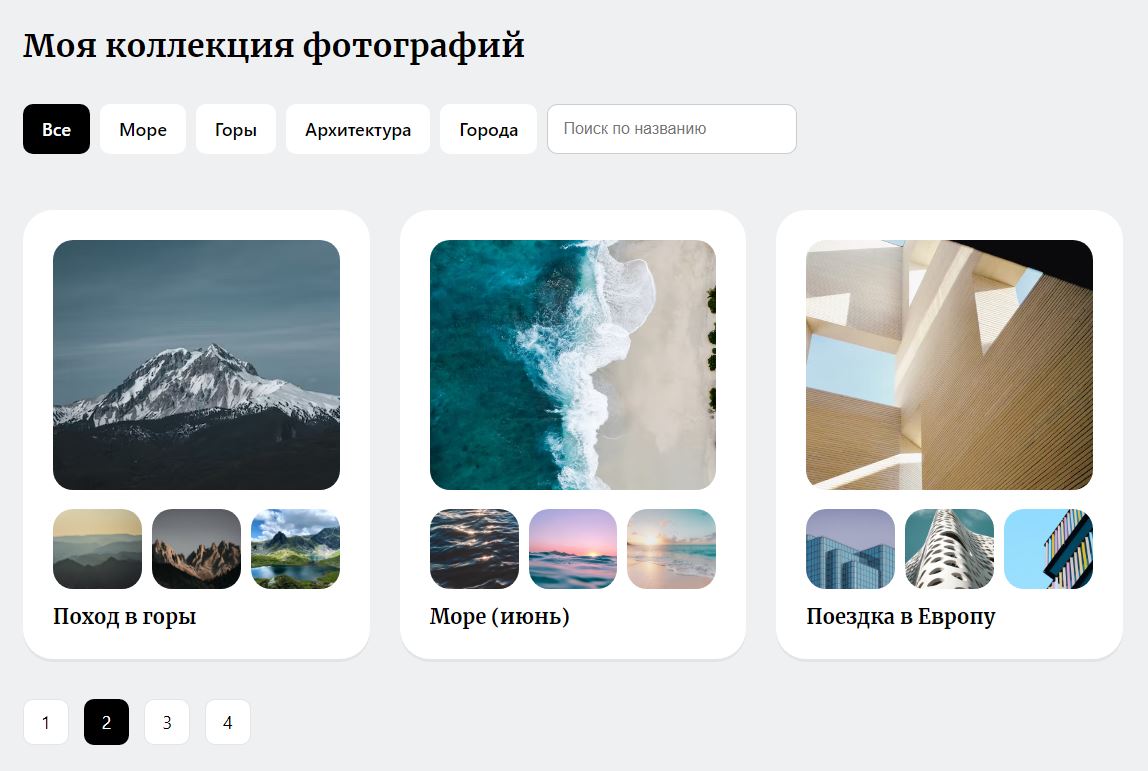 Моя коллекция фотографий
Все Море Горы Архитектура Города Поиск по названию
Поход в горы Море (июнь) Поездка в Европу
1 2 3 4